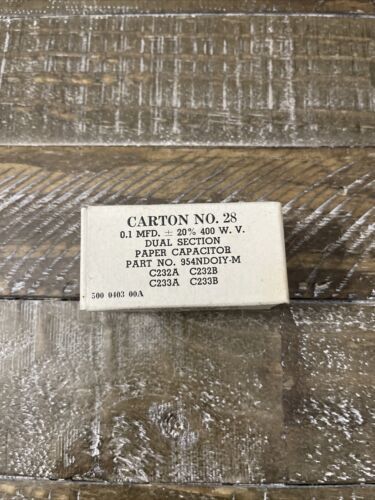 CARTON NO. 28
0.1 MFD. ± 20% 400 W. V.
DUAL SECTION
PAPER CAPACITOR
PART NO. 954NDOIY-M
C232A C232B
C233A C233B
500 0403 00A